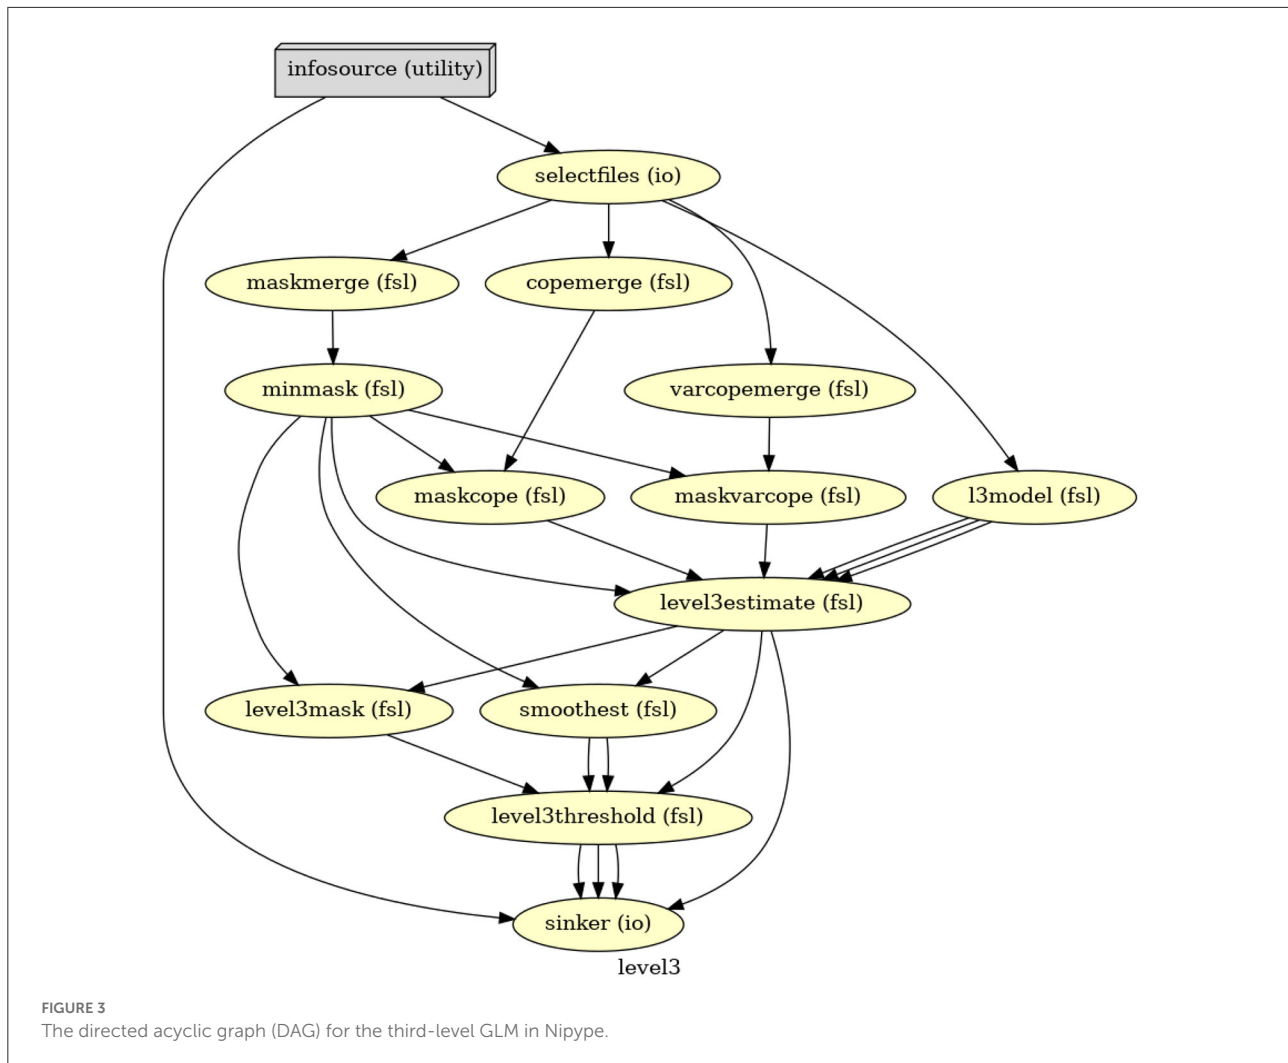 infosource (utility)
selectfiles (io)
maskmerge (fsl)
copemerge (fsl)
minmask (fsl)
varcopemerge (fsl)
maskcope (fsl)
maskvarcope (fsl)
l3model (fsl)
level3estimate (fsl)
level3mask (fsl)
smoothest (fsl)
level3threshold (fsl)
sinker (io)
level3
FIGURE 3
The directed acyclic graph (DAG) for the third-level GLM in Nipype.